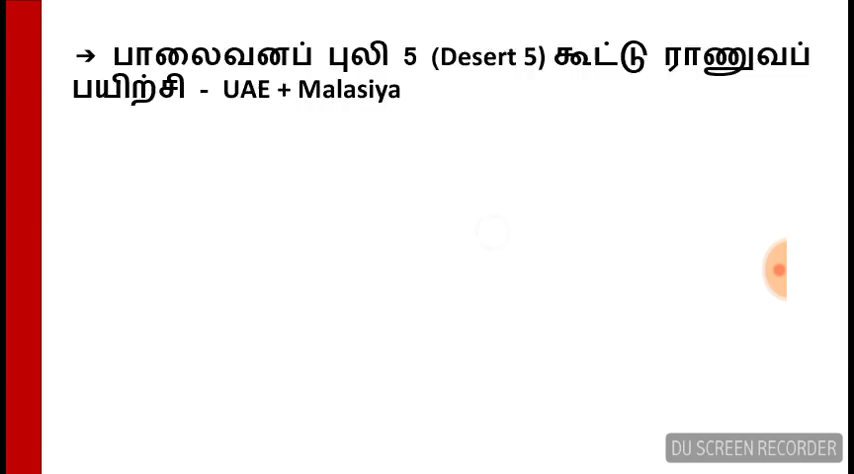 → பாலைவனப் புலி 5 (Desert 5) கூட்டு ராணுவப்
பயிற்சி - UAE + Malasiya
DU SCREEN RECORDER